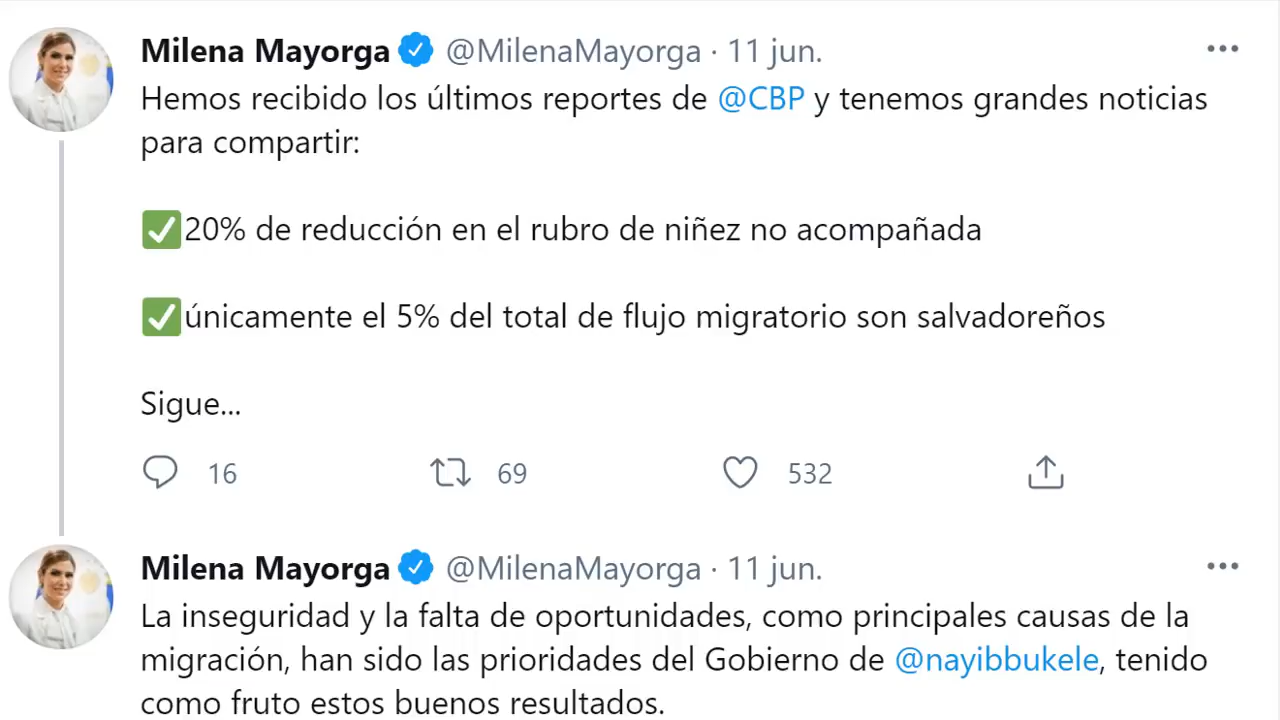 Milena Mayorga @MilenaMayorga · 11 jun.
Hemos recibido los últimos reportes de @CBP y tenemos grandes noticias
para compartir:
✅20% de reducción en el rubro de niñez no acompañada
✅únicamente el 5% del total de flujo migratorio son salvadoreños
Sigue...
16 69 532
Milena Mayorga @MilenaMayorga · 11 jun.
La inseguridad y la falta de oportunidades, como principales causas de la
migración, han sido las prioridades del Gobierno de @nayibbukele, tenido
como fruto estos buenos resultados.